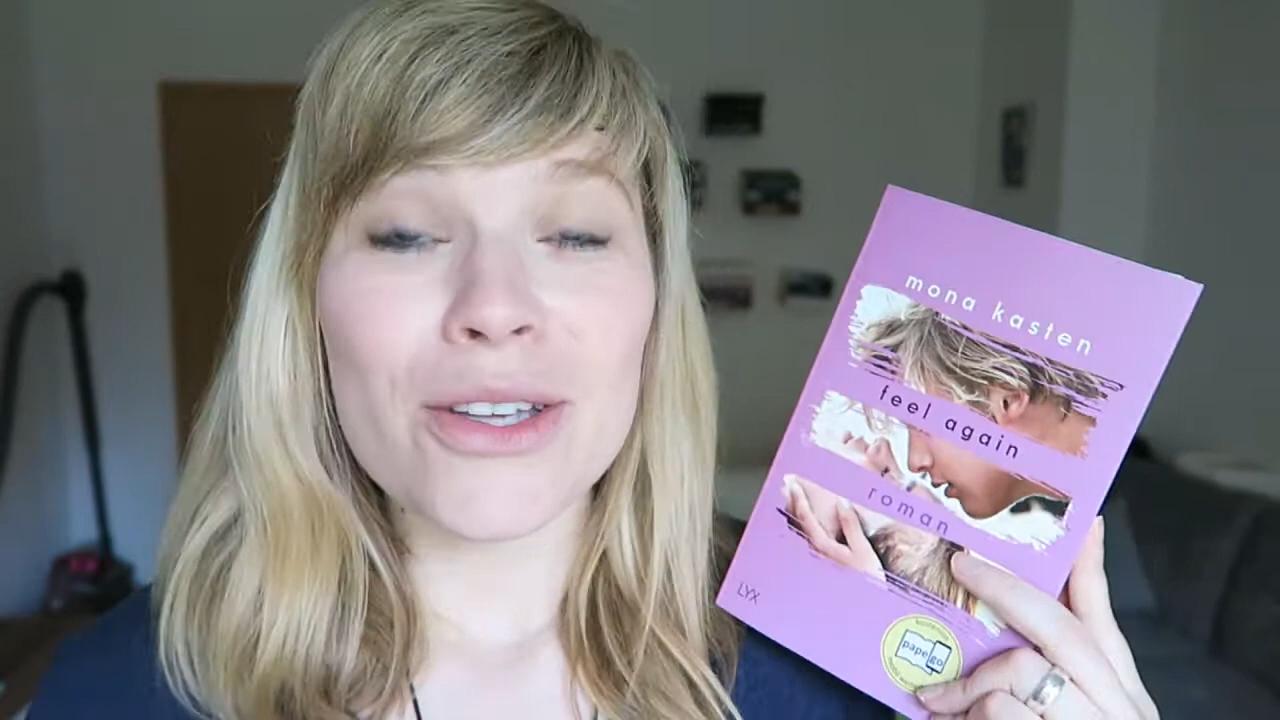 mona kasten
feel again
roman
LYX
papego